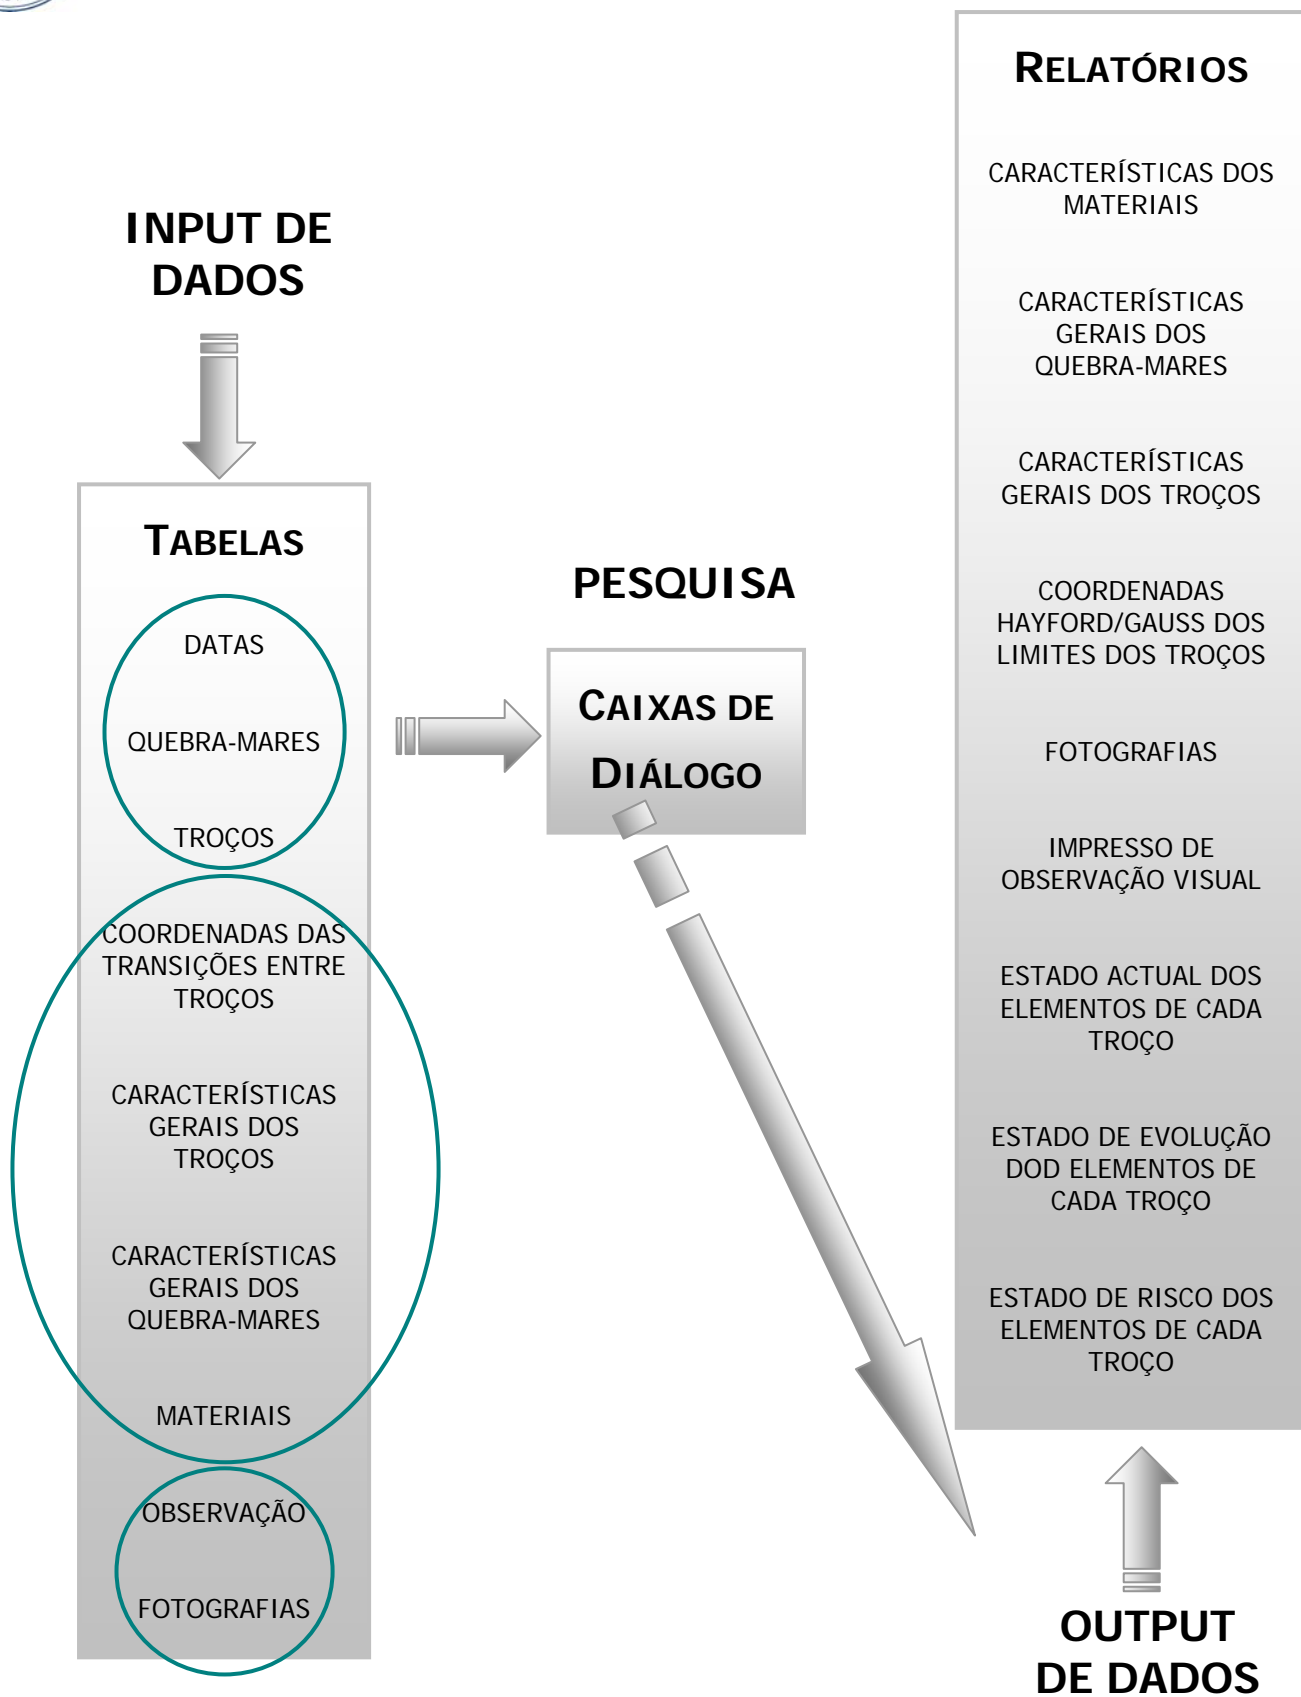 INPUT DE
DADOS
TABELAS
DATAS
QUEBRA-MARES
TROÇOS
COORDENADAS DAS
TRANSIÇÕES ENTRE
TROÇOS
CARACTERÍSTICAS
GERAIS DOS
TROÇOS
CARACTERÍSTICAS
GERAIS DOS
QUEBRA-MARES
MATERIAIS
OBSERVAÇÃO
FOTOGRAFIAS
PESQUISA
CAIXAS DE
DIÁLOGO
RELATÓRIOS
CARACTERÍSTICAS DOS
MATERIAIS
CARACTERÍSTICAS
GERAIS DOS
QUEBRA-MARES
CARACTERÍSTICAS
GERAIS DOS TROÇOS
COORDENADAS
HAYFORD/GAUSS DOS
LIMITES DOS TROÇOS
FOTOGRAFIAS
IMPRESSO DE
OBSERVAÇÃO VISUAL
ESTADO ACTUAL DOS
ELEMENTOS DE CADA
TROÇO
ESTADO DE EVOLUÇÃO
DOD ELEMENTOS DE
CADA TROÇO
ESTADO DE RISCO DOS
ELEMENTOS DE CADA
TROÇO
OUTPUT
DE DADOS